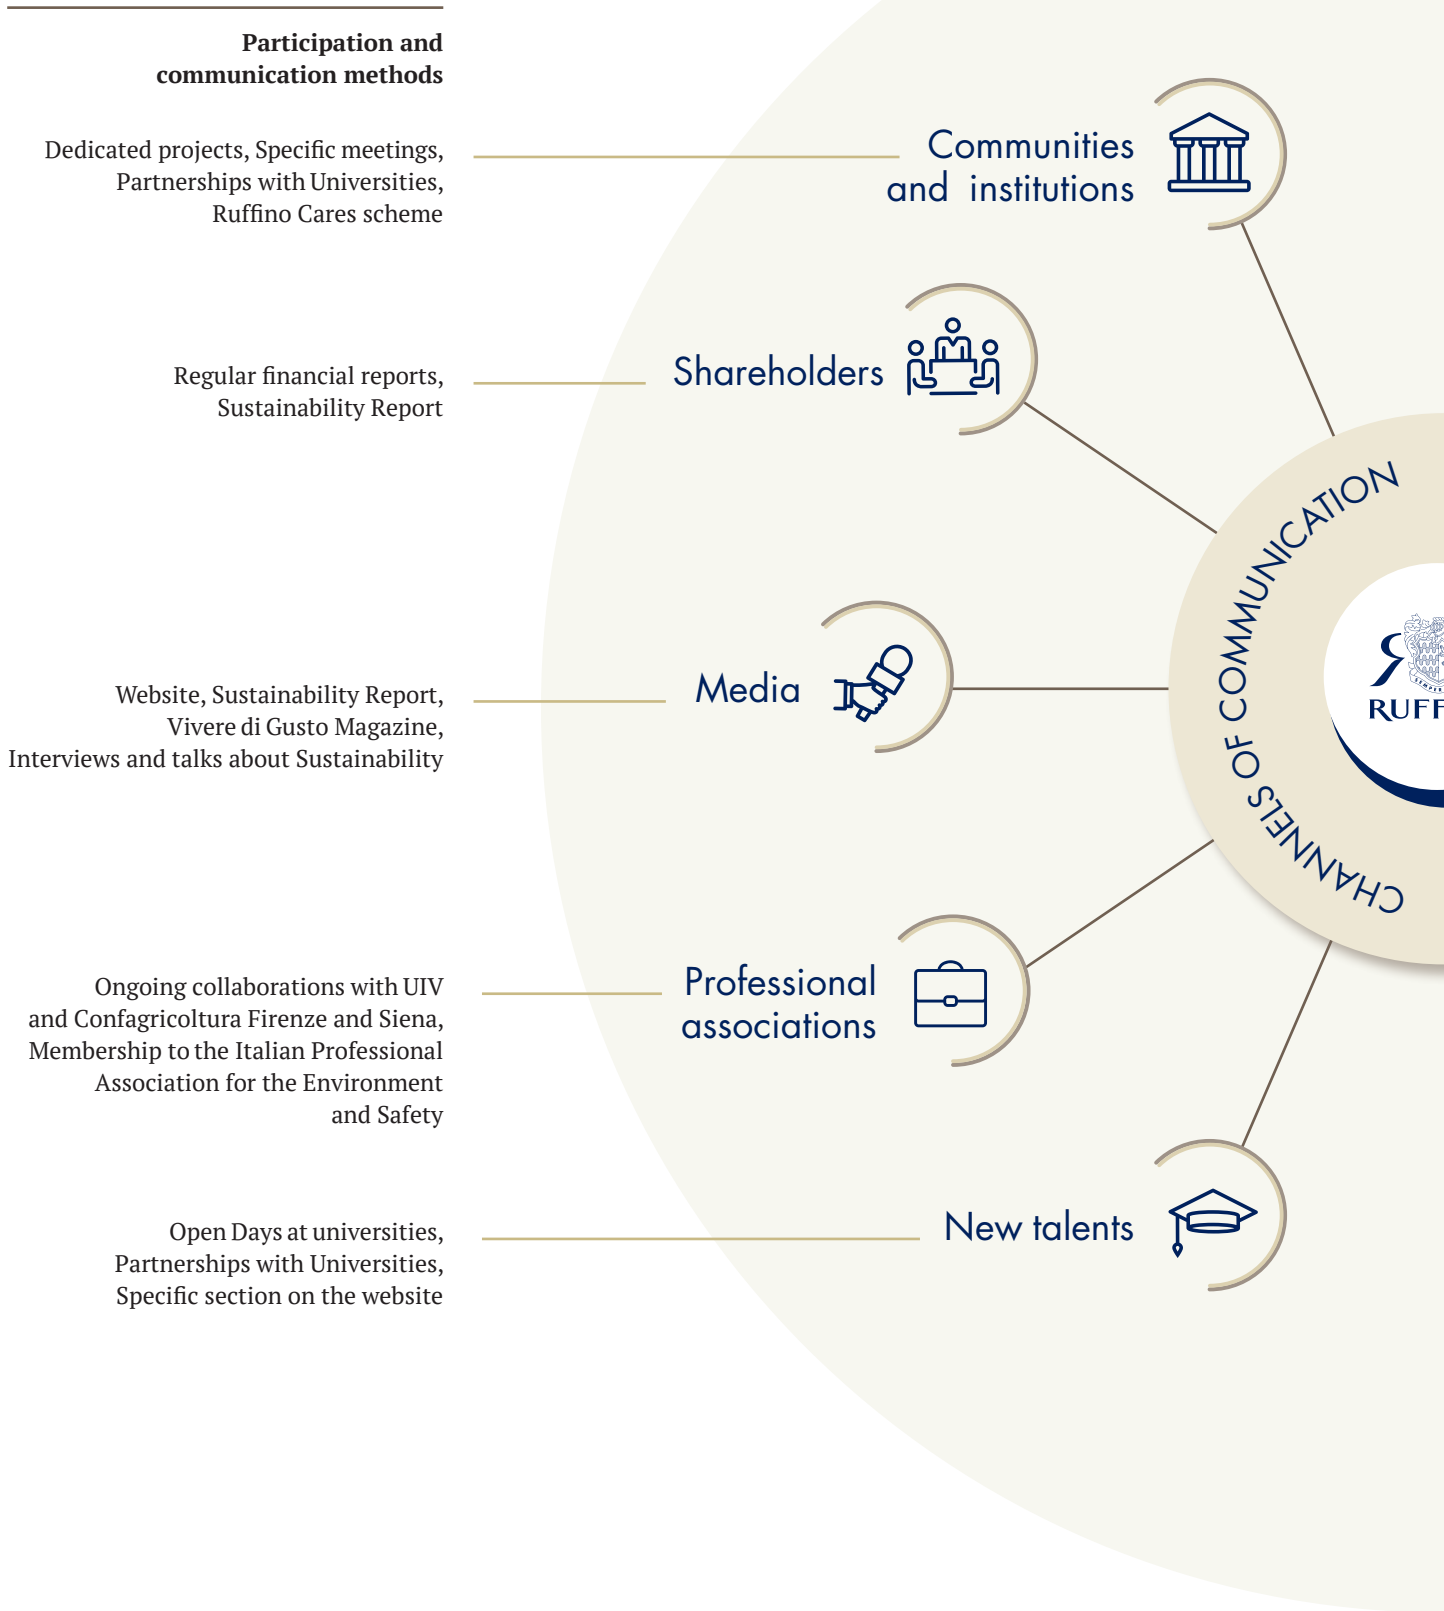 Participation and
communication methods
Dedicated projects, Specific meetings,
Partnerships with Universities,
Ruffino Cares scheme
Communities
and institutions
Regular financial reports,
Sustainability Report
Shareholders
Website, Sustainability Report,
Vivere di Gusto Magazine,
Interviews and talks about Sustainability
Media
Ongoing collaborations with UIV
and Confagricoltura Firenze and Siena,
Membership to the Italian Professional
Association for the Environment
and Safety
Professional
associations
Open Days at universities,
Partnerships with Universities,
Specific section on the website
New talents
CHANNELS OF COMMUNICATION
RUFF